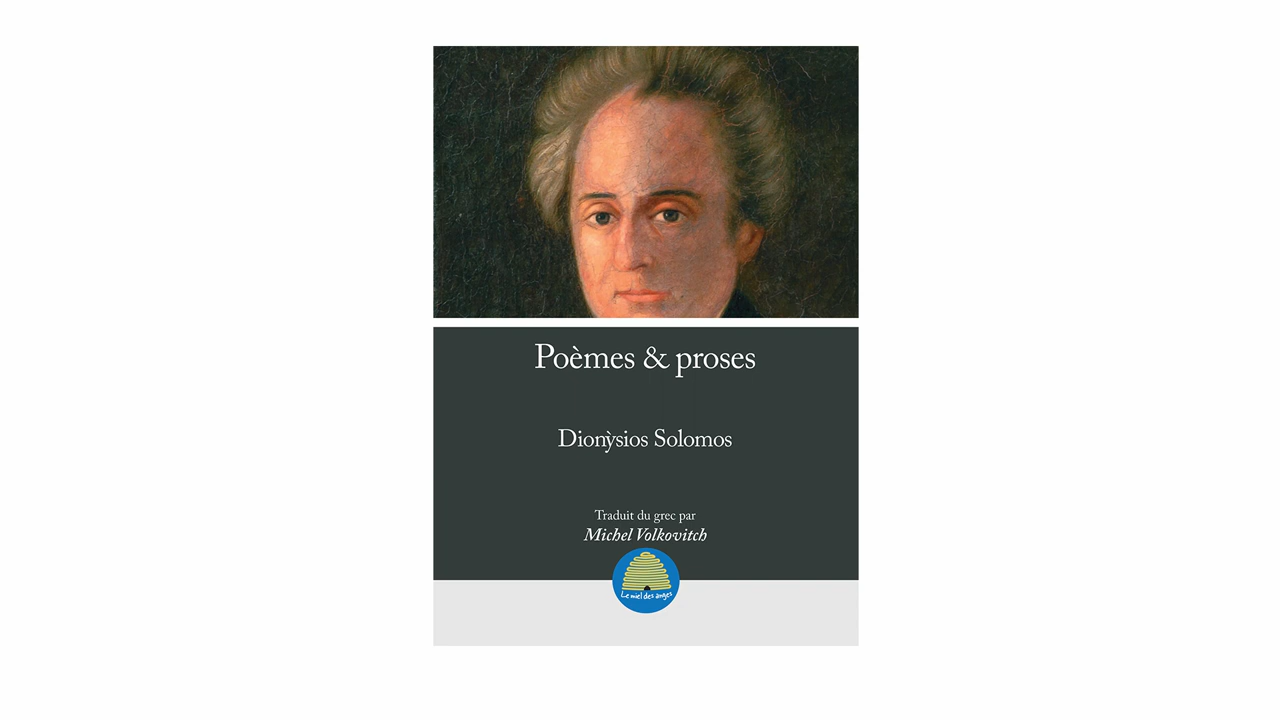 Poèmes & proses
Dionỳsios Solomos
Traduit du grec par
Michel Volkovitch
Le miel des anges